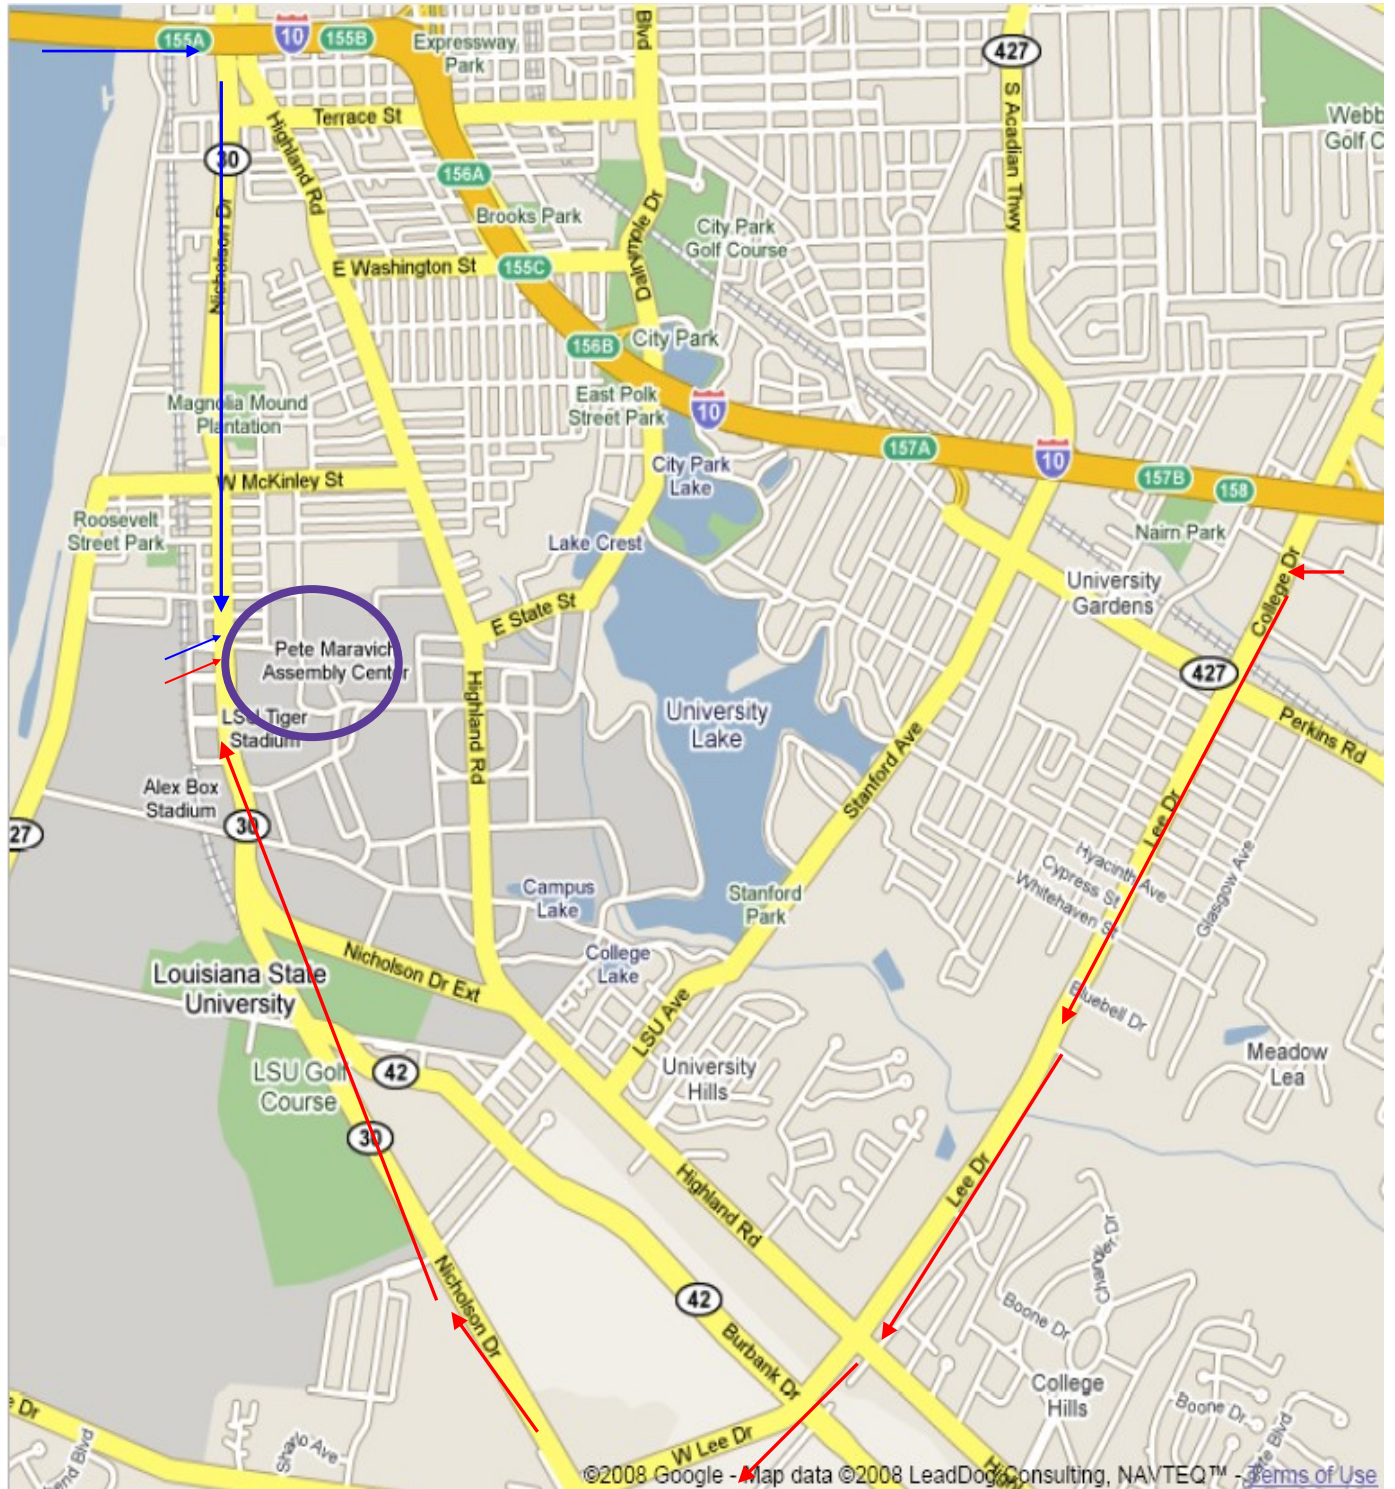 155A
10
155B
Expressway
Park
Blvd
427
S Acadian Thwy
Webb
Golf C
Terrace St
Highland Rd
30
156A
Nicholson Dr
Brooks Park
City Park
Golf Course
Dalrymple Dr
E Washington St
155C
156B
City Park
East Polk
Street Park
10
Magnolia Mound
Plantation
157A
10
157B
158
City Park
Lake
W McKinley St
Roosevelt
Street Park
Lake Crest
Nairn Park
College Dr
University
Gardens
E State St
Pete Maravich
Assembly Center
427
Perkins Rd
Highland Rd
LSU Tiger
Stadium
University
Lake
Stanford Ave
Alex Box
Stadium
30
27
Lee Dr
Hyacinth Ave
Cypress St
Whitehaven St
Glasgow Ave
Campus
Lake
Stanford
Park
College
Lake
Nicholson Dr Ext
Louisiana State
University
Bluebell Dr
LSU Ave
University
Hills
Meadow
Lea
LSU Golf
Course
42
30
Lee Dr
Highland Rd
Chandler Dr
Nicholson Dr
42
Boone Dr
Burbank Dr
College
Hills
Boone Dr
e Dr
W Lee Dr
©2008 Google - Map data ©2008 LeadDog Consulting, NAVTEQ™ - Terms of Use